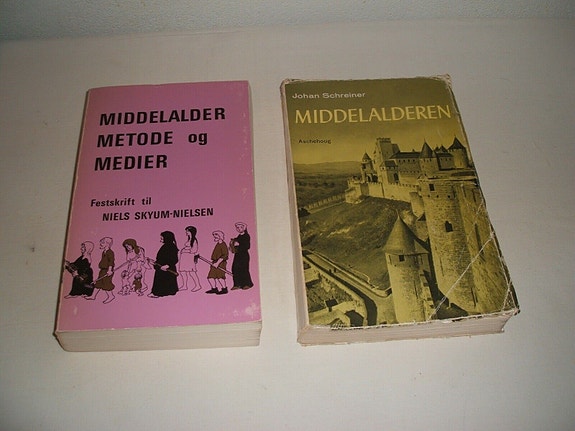 MIDDELALDER
METODE og
MEDIER
Festskrift til
NIELS SKYUM-NIELSEN
Johan Schreiner
MIDDELALDEREN
Aschehoug